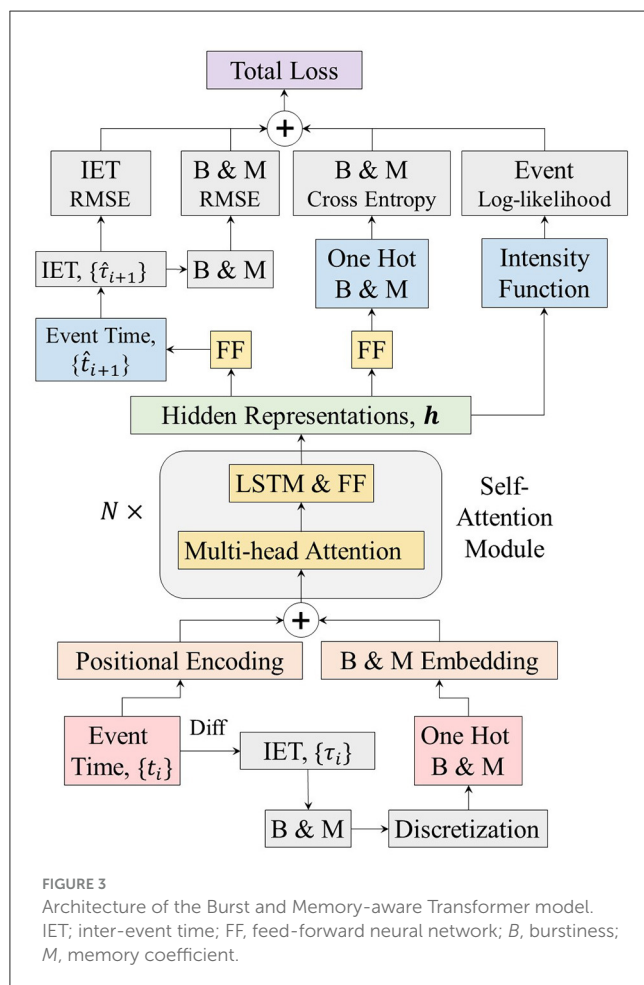 Total Loss
+
IET
RMSE
B & M
RMSE
B & M
Cross Entropy
Event
Log-likelihood
IET, {τ̂ᵢ₊₁}
B & M
One Hot
B & M
Intensity
Function
Event Time,
{t̂ᵢ₊₁}
FF
FF
Hidden Representations, h
LSTM & FF
N ×
Multi-head Attention
Self-
Attention
Module
+
Positional Encoding
B & M Embedding
Event
Time, {tᵢ}
Diff
IET, {τᵢ}
One Hot
B & M
B & M
Discretization
FIGURE 3
Architecture of the Burst and Memory-aware Transformer model.
IET; inter-event time; FF, feed-forward neural network; B, burstiness;
M, memory coefficient.